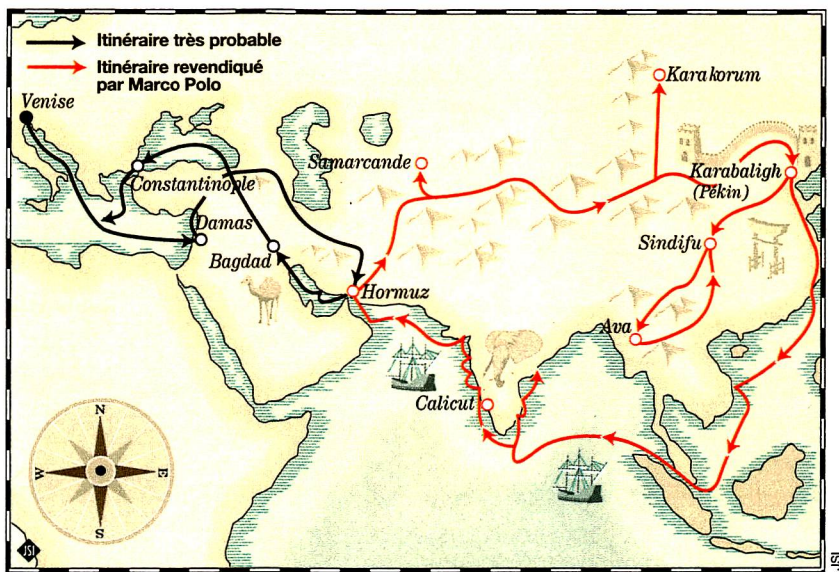 Itinéraire très probable
Itinéraire revendiqué
par Marco Polo
Venise
Karakorum
Samarcande
Constantinople
Karabaligh
(Pékin)
Damas
Sindifu
Bagdad
Hormuz
Ava
Calicut
N
W
E
S
JSI
JSI